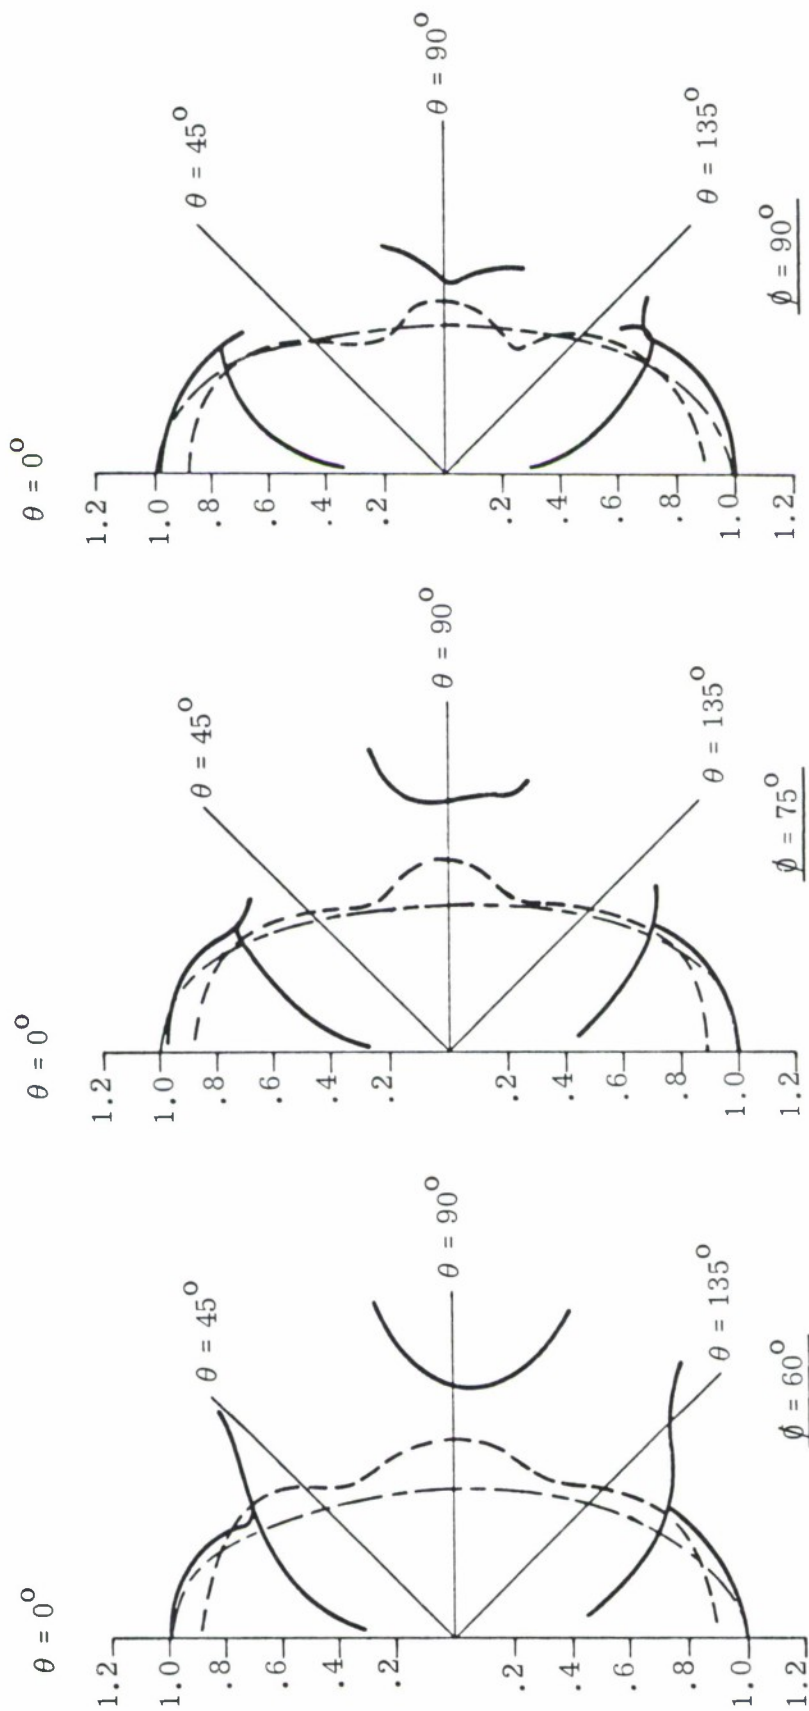 θ = 0°
1.2
1.0
.8
.6
.4
.2
.2
.4
.6
.8
1.0
1.2
θ = 45°
θ = 90°
θ = 135°
ϕ = 90°
θ = 0°
1.2
1.0
.8
.6
.4
.2
.2
.4
.6
.8
1.0
1.2
θ = 45°
θ = 90°
θ = 135°
ϕ = 75°
θ = 0°
1.2
1.0
.8
.6
.4
.2
.2
.4
.6
.8
1.0
1.2
θ = 45°
θ = 90°
θ = 135°
ϕ = 60°